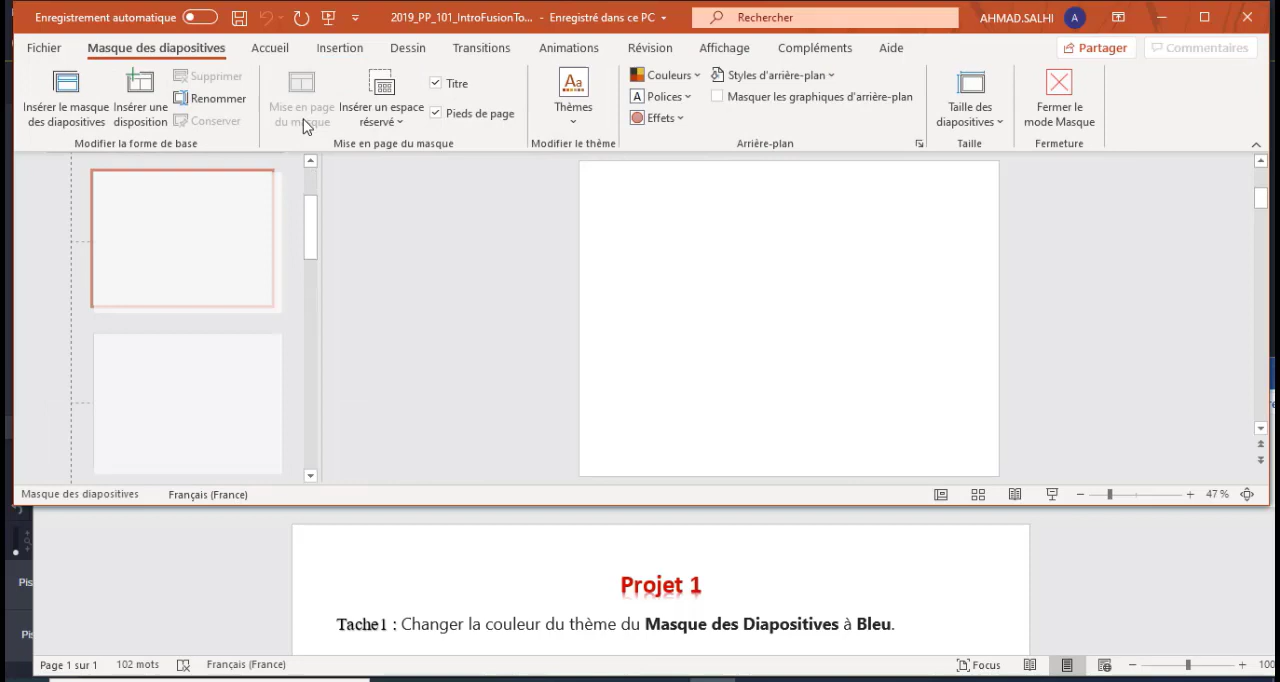 Enregistrement automatique
2019_PP_101_IntroFusionTo... - Enregistré dans ce PC
Rechercher
AHMAD.SALHI A
Fichier Masque des diapositives Accueil Insertion Dessin Transitions Animations Révision Affichage Compléments Aide Partager Commentaires
Insérer le masque des diapositives
Insérer une disposition
Supprimer
Renommer
Conserver
Modifier la forme de base
Mise en page du masque
Insérer un espace réservé
Titre
Pieds de page
Mise en page du masque
Aa
Thèmes
Modifier le thème
Couleurs
A Polices
Effets
Styles d'arrière-plan
Masquer les graphiques d'arrière-plan
Arrière-plan
Taille des diapositives
Taille
Fermer le mode Masque
Fermeture
Masque des diapositives Français (France) 47 %
Projet 1
Tache1 : Changer la couleur du thème du Masque des Diapositives à Bleu.
Page 1 sur 1 102 mots Français (France) Focus 100
Pis
Pis